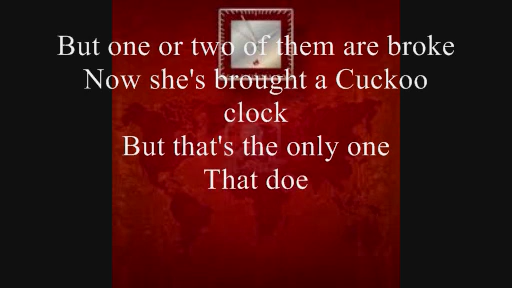 But one or two of them are broke
Now she's brought a Cuckoo
clock
But that's the only one
That doe